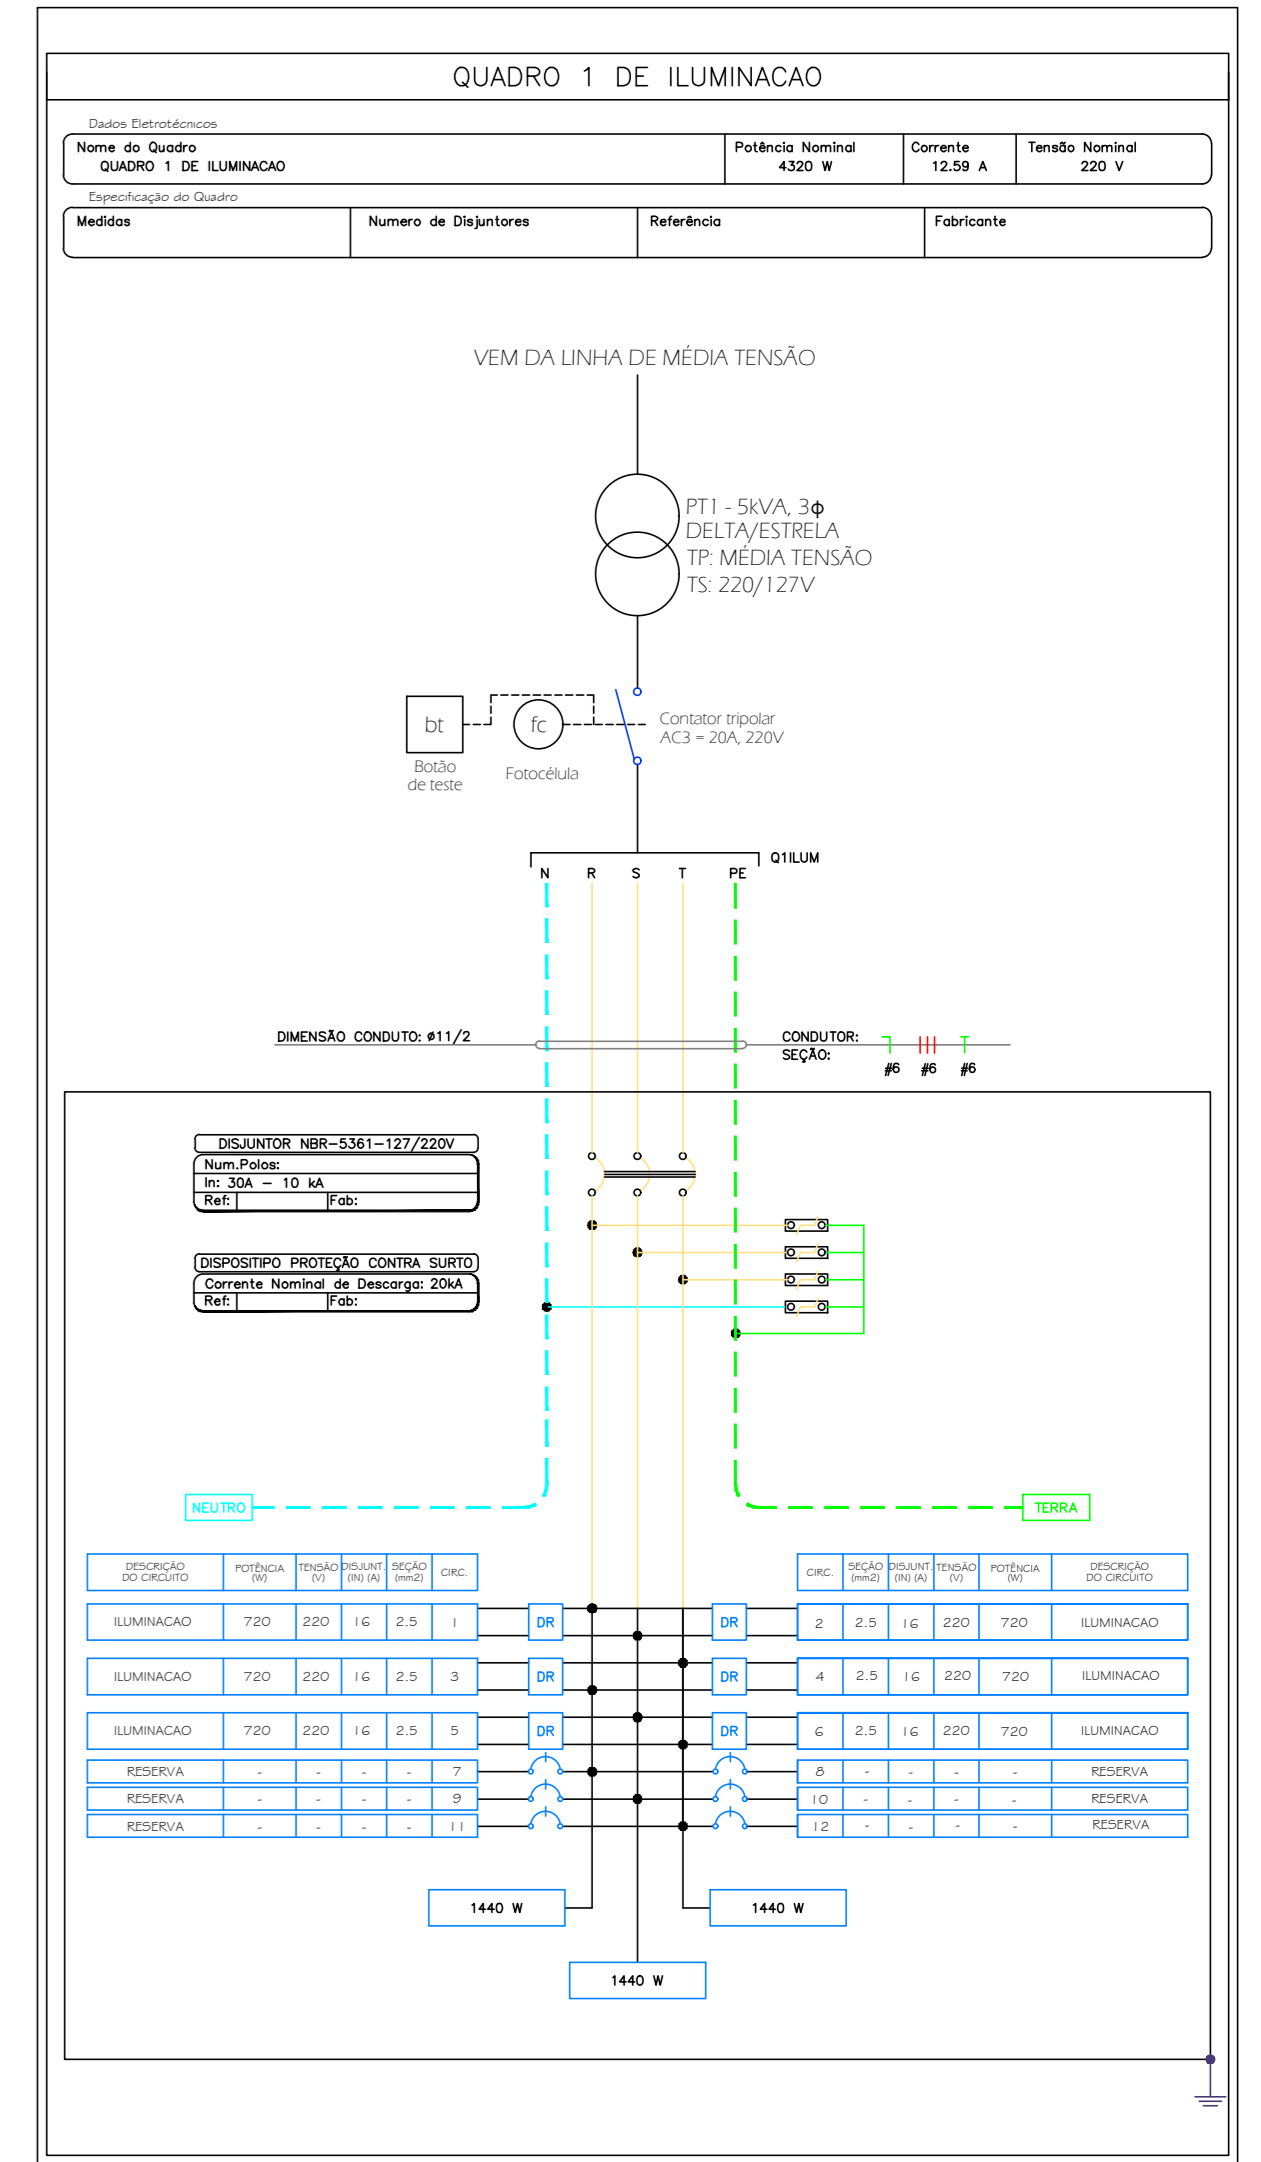 QUADRO 1 DE ILUMINACAO
Dados Eletrotécnicos
Nome do Quadro
QUADRO 1 DE ILUMINACAO
Potência Nominal
4320 W
Corrente
12.59 A
Tensão Nominal
220 V
Especificação do Quadro
Medidas
Numero de Disjuntores
Referência
Fabricante
VEM DA LINHA DE MÉDIA TENSÃO
PT1 - 5kVA, 3ϕ
DELTA/ESTRELA
TP: MÉDIA TENSÃO
TS: 220/127V
bt
Botão
de teste
fc
Fotocélula
Contator tripolar
AC3 = 20A, 220V
Q1ILUM
N R S T PE
DIMENSÃO CONDUTO: ø11/2
CONDUTOR:
SEÇÃO:
#6 #6 #6
DISJUNTOR NBR-5361-127/220V
Num.Polos:
In: 30A - 10 kA
Ref: Fab:
DISPOSITIPO PROTEÇÃO CONTRA SURTO
Corrente Nominal de Descarga: 20kA
Ref: Fab:
NEUTRO
TERRA
DESCRIÇÃO DO CIRCUITO POTÊNCIA (W) TENSÃO (V) DISJUNT. (IN) (A) SEÇÃO (mm2) CIRC.
CIRC. SEÇÃO (mm2) DISJUNT. (IN) (A) TENSÃO (V) POTÊNCIA (W) DESCRIÇÃO DO CIRCUITO
ILUMINACAO 720 220 16 2.5 1 DR DR 2 2.5 16 220 720 ILUMINACAO
ILUMINACAO 720 220 16 2.5 3 DR DR 4 2.5 16 220 720 ILUMINACAO
ILUMINACAO 720 220 16 2.5 5 DR DR 6 2.5 16 220 720 ILUMINACAO
RESERVA - - - - 7 8 - - - - RESERVA
RESERVA - - - - 9 10 - - - - RESERVA
RESERVA - - - - 11 12 - - - - RESERVA
1440 W
1440 W
1440 W